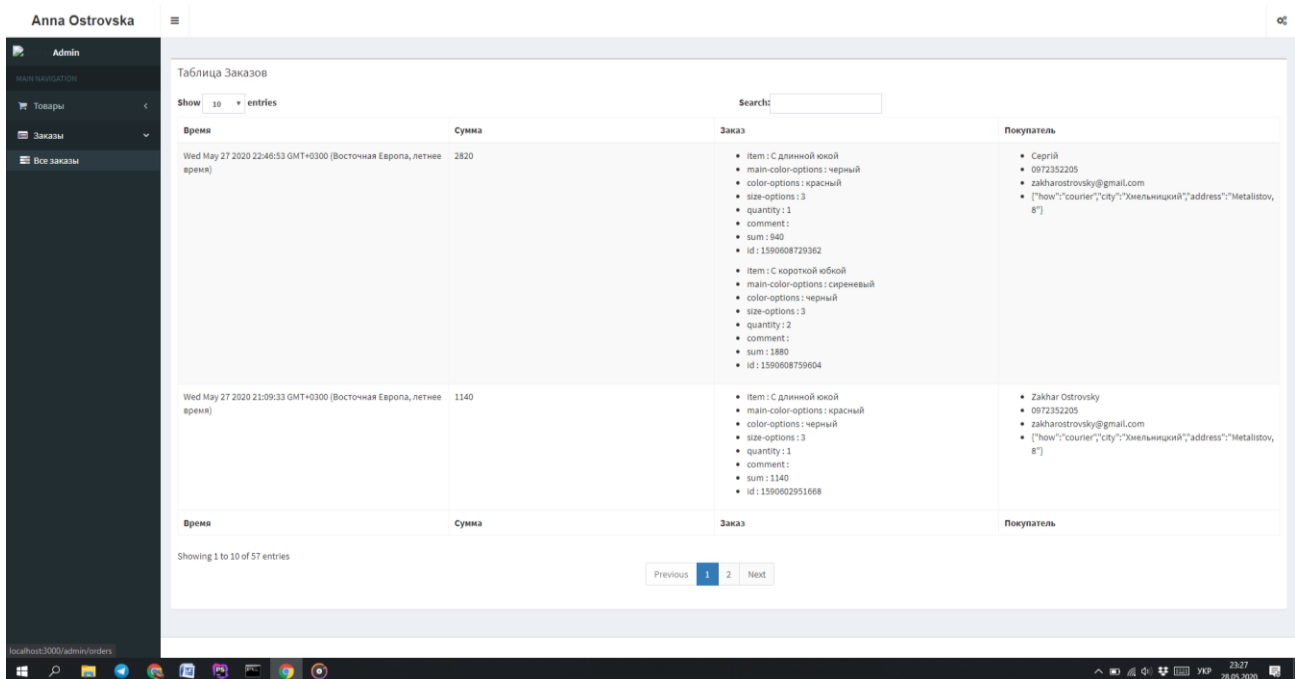 Anna Ostrovska
Admin
MAIN NAVIGATION
Товары
Заказы
Все заказы
Таблица Заказов
Show 10 entries
Search:
Время Сумма Заказ Покупатель
Wed May 27 2020 22:46:53 GMT+0300 (Восточная Европа, летнее
время)
2820
item : С длинной юкой
main-color-options : черный
color-options : красный
size-options : 3
quantity : 1
comment :
sum : 940
id : 1590608729362
item : С короткой юбкой
main-color-options : сиреневый
color-options : черный
size-options : 3
quantity : 2
comment :
sum : 1880
id : 1590608759604
Сергій
0972352205
zakharostrovsky@gmail.com
{"how":"courier","city":"Хмельницкий","address":"Metalistov,
8"}
Wed May 27 2020 21:09:33 GMT+0300 (Восточная Европа, летнее
время)
1140
item : С длинной юкой
main-color-options : красный
color-options : черный
size-options : 3
quantity : 1
comment :
sum : 1140
id : 1590602951668
Zakhar Ostrovsky
0972352205
zakharostrovsky@gmail.com
{"how":"courier","city":"Хмельницкий","address":"Metalistov,
8"}
Время Сумма Заказ Покупатель
Showing 1 to 10 of 57 entries
Previous 1 2 Next
localhost:3000/admin/orders
PS
УКР
23:27
28.05.2020